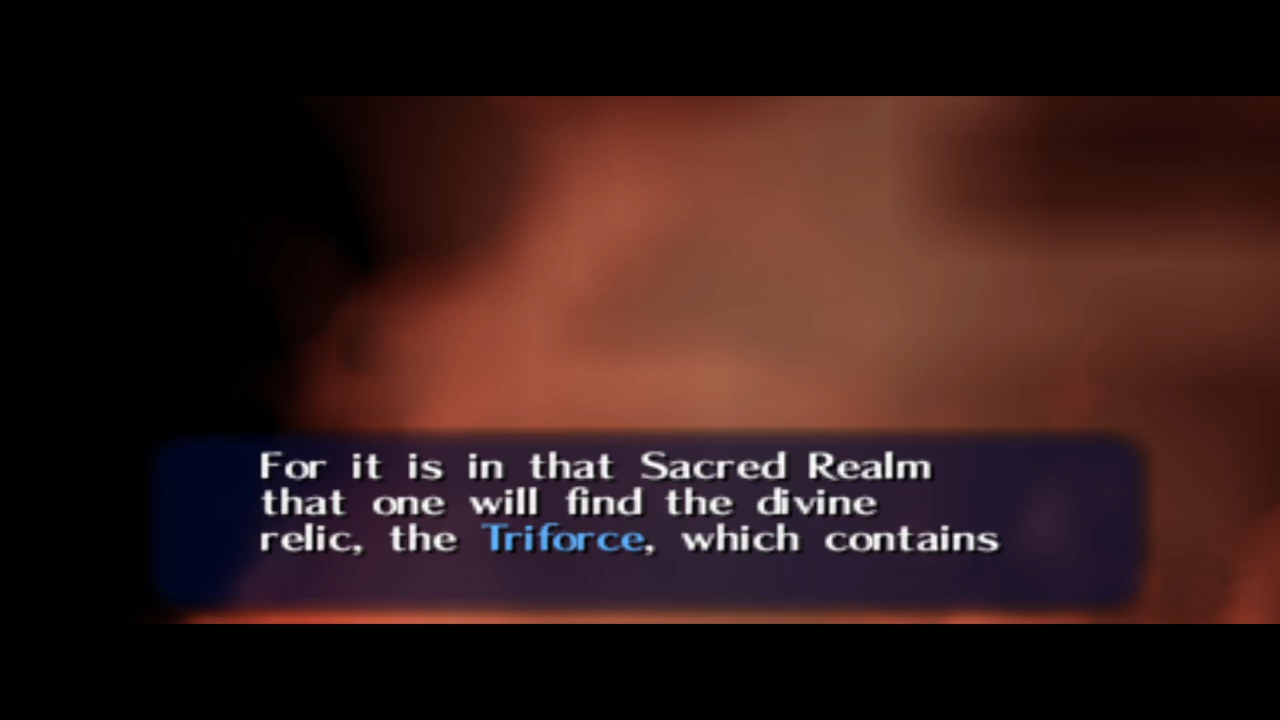 For it is in that Sacred Realm
that one will find the divine
relic, the Triforce, which contains